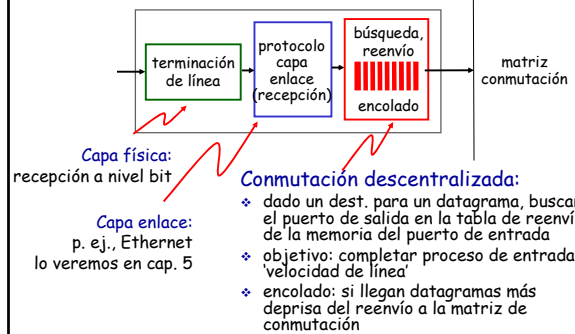 terminación
de línea
protocolo
capa
enlace
(recepción)
búsqueda,
reenvío
encolado
matriz
conmutación
Capa física:
recepción a nivel bit
Capa enlace:
p. ej., Ethernet
lo veremos en cap. 5
Conmutación descentralizada:
dado un dest. para un datagrama, buscar
el puerto de salida en la tabla de reenví
de la memoria del puerto de entrada
objetivo: completar proceso de entrada
'velocidad de línea'
encolado: si llegan datagramas más
deprisa del reenvío a la matriz de
conmutación